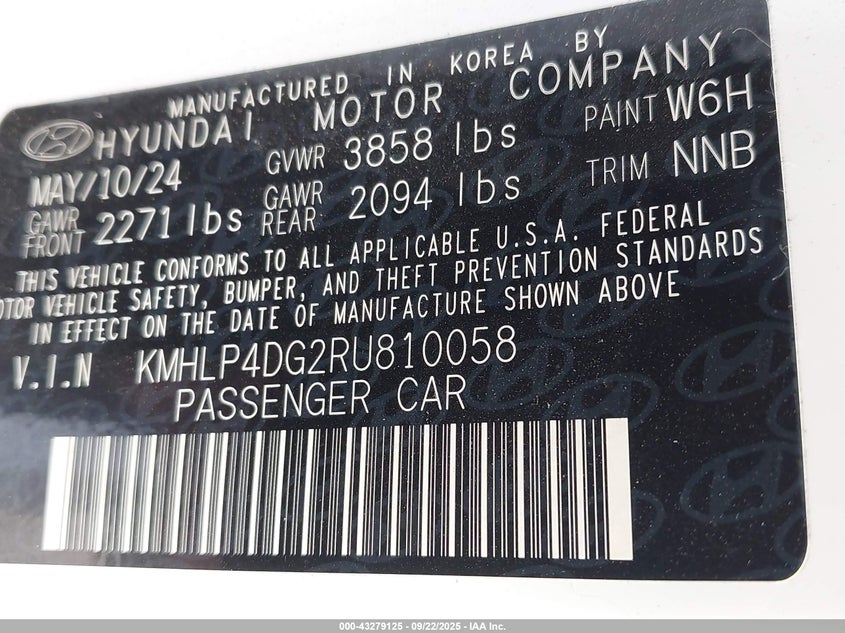 MANUFACTURED IN KOREA BY
HYUNDAI MOTOR COMPANY
MAY/10/24 GVWR 3858 lbs PAINT W6H
GAWR FRONT 2271 lbs GAWR REAR 2094 lbs TRIM NNB
THIS VEHICLE CONFORMS TO ALL APPLICABLE U.S.A. FEDERAL
OTOR VEHICLE SAFETY, BUMPER, AND THEFT PREVENTION STANDARDS
IN EFFECT ON THE DATE OF MANUFACTURE SHOWN ABOVE
V.I.N KMHLP4DG2RU810058
PASSENGER CAR
000-43279125 - 09/22/2025 - IAA Inc.